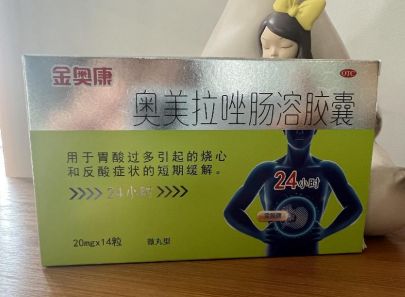 金奥康
OTC
奥美拉唑肠溶胶囊
用于胃酸过多引起的烧心
和反酸症状的短期缓解。
24小时
24小时
20mg×14粒
微丸型